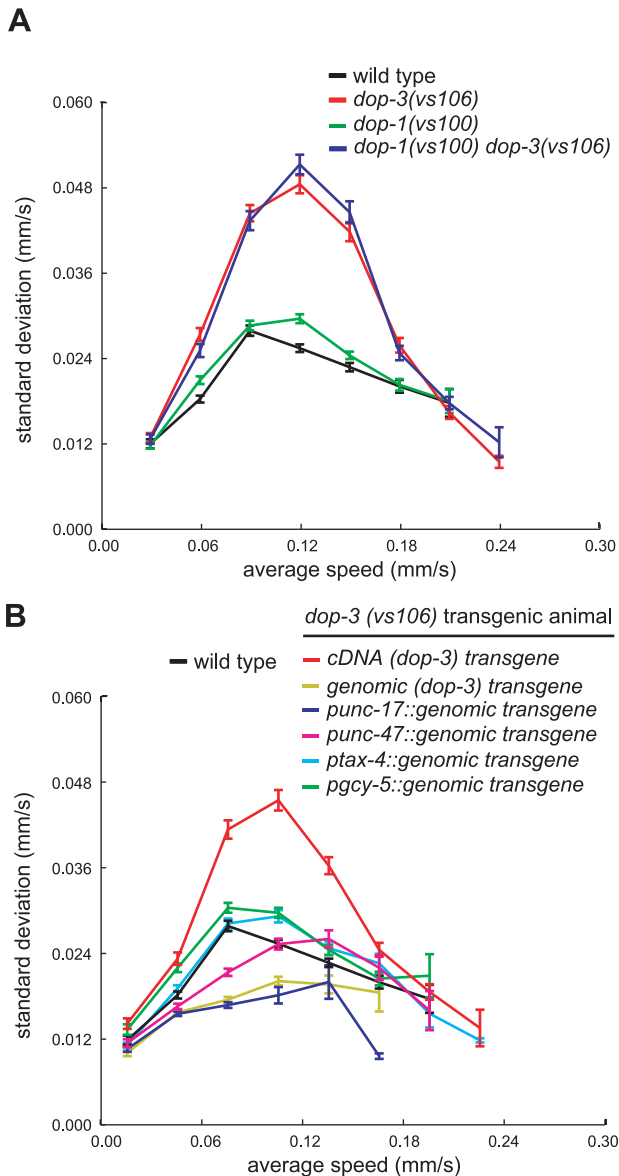 A
wild type
dop-3(vs106)
dop-1(vs100)
dop-1(vs100) dop-3(vs106)
0.060
0.048
0.036
0.024
0.012
0.000
standard deviation (mm/s)
0.00 0.06 0.12 0.18 0.24 0.30
average speed (mm/s)
B
dop-3 (vs106) transgenic animal
wild type
cDNA (dop-3) transgene
genomic (dop-3) transgene
punc-17::genomic transgene
punc-47::genomic transgene
ptax-4::genomic transgene
pgcy-5::genomic transgene
0.060
0.048
0.036
0.024
0.012
0.000
standard deviation (mm/s)
0.00 0.06 0.12 0.18 0.24 0.30
average speed (mm/s)